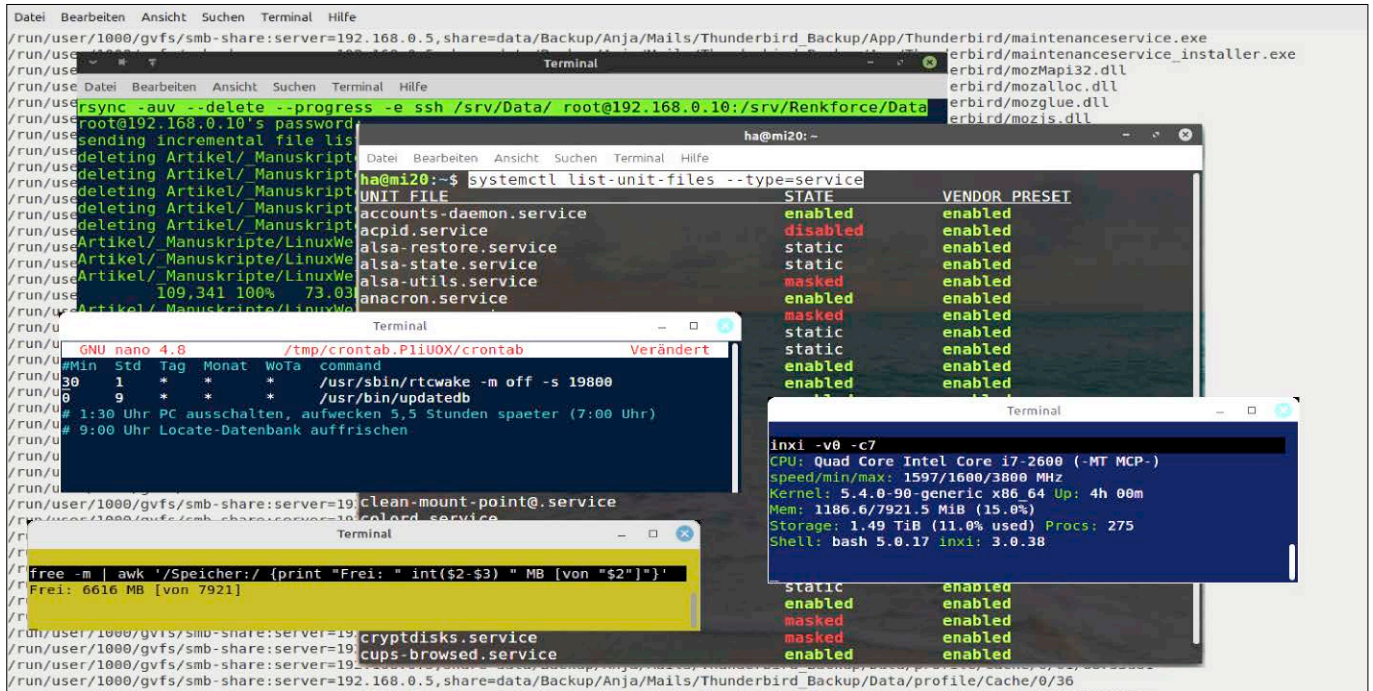 Datei Bearbeiten Ansicht Suchen Terminal Hilfe
/run/user/1000/gvfs/smb-share:server=192.168.0.5,share=data/Backup/Anja/Mails/Thunderbird_Backup/App/Thunderbird/maintenanceservice.exe
erbird/maintenanceservice_installer.exe
erbird/mozMapi32.dll
erbird/mozalloc.dll
erbird/mozglue.dll
erbird/mozjs.dll
Terminal
Datei Bearbeiten Ansicht Suchen Terminal Hilfe
rsync -auv --delete --progress -e ssh /srv/Data/ root@192.168.0.10:/srv/Renkforce/Data
root@192.168.0.10's password:
sending incremental file lis
deleting Artikel/_Manuskript
deleting Artikel/_Manuskript
deleting Artikel/_Manuskript
deleting Artikel/_Manuskript
deleting Artikel/_Manuskript
Artikel/_Manuskripte/LinuxWe
Artikel/_Manuskripte/LinuxWe
Artikel/_Manuskripte/LinuxWe
109,341 100% 73.03
Artikel/_Manuskripte/LinuxWe
ha@mi20: ~
Datei Bearbeiten Ansicht Suchen Terminal Hilfe
ha@mi20:~$ systemctl list-unit-files --type=service
UNIT FILE STATE VENDOR PRESET
accounts-daemon.service enabled enabled
acpid.service disabled enabled
alsa-restore.service static enabled
alsa-state.service static enabled
alsa-utils.service masked enabled
anacron.service enabled enabled
masked enabled
static enabled
static enabled
enabled enabled
enabled enabled
Terminal
GNU nano 4.8 /tmp/crontab.P1iUOX/crontab Verändert
#Min Std Tag Monat WoTa command
30 1 * * * /usr/sbin/rtcwake -m off -s 19800
0 9 * * * /usr/bin/updatedb
# 1:30 Uhr PC ausschalten, aufwecken 5,5 Stunden spaeter (7:00 Uhr)
# 9:00 Uhr Locate-Datenbank auffrischen
Terminal
inxi -v0 -c7
CPU: Quad Core Intel Core i7-2600 (-MT MCP-)
speed/min/max: 1597/1600/3800 MHz
Kernel: 5.4.0-90-generic x86_64 Up: 4h 00m
Mem: 1186.6/7921.5 MiB (15.0%)
Storage: 1.49 TiB (11.0% used) Procs: 275
Shell: bash 5.0.17 inxi: 3.0.38
clean-mount-point@.service
colord.service
Terminal
free -m | awk '/Speicher:/ {print "Frei: " int($2-$3) " MB [von "$2"]"}'
Frei: 6616 MB [von 7921]
static enabled
enabled enabled
masked enabled
cryptdisks.service masked enabled
cups-browsed.service enabled enabled
/run/user/1000/gvfs/smb-share:server=192.168.0.5,share=data/Backup/Anja/Mails/Thunderbird_Backup/Data/profile/Cache/0/36